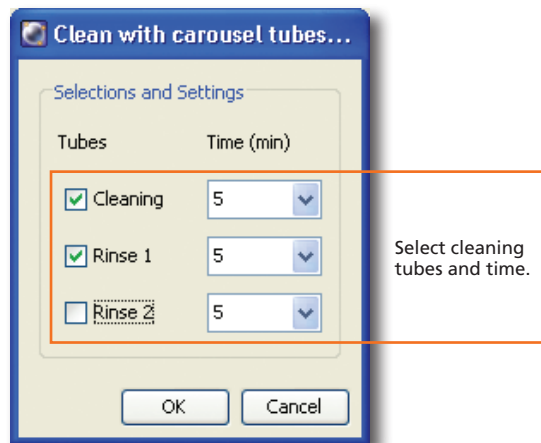 Clean with carousel tubes...
Selections and Settings
Tubes Time (min)
Cleaning 5
Rinse 1 5
Rinse 2 5
Select cleaning
tubes and time.
OK Cancel